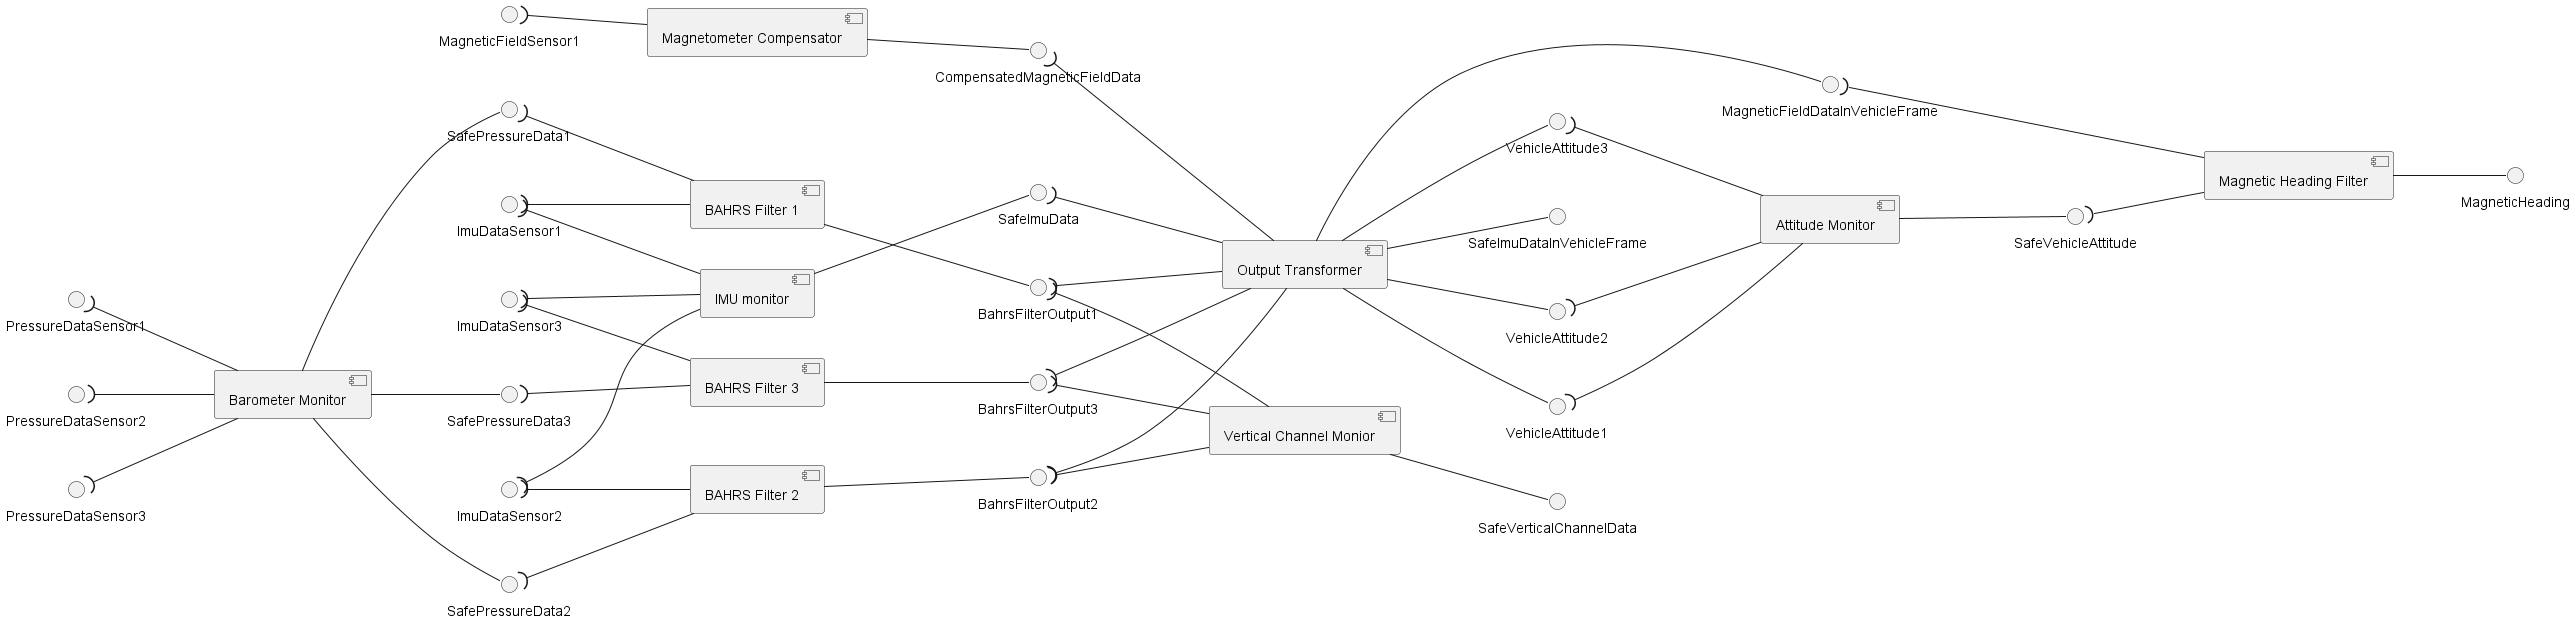 MagneticFieldSensor1
Magnetometer Compensator
CompensatedMagneticFieldData
MagneticFieldDataInVehicleFrame
SafePressureData1
VehicleAttitude3
BAHRS Filter 1
ImuDataSensor1
SafeImuData
Magnetic Heading Filter
MagneticHeading
Attitude Monitor
SafeVehicleAttitude
SafeImuDataInVehicleFrame
Output Transformer
IMU monitor
PressureDataSensor1
ImuDataSensor3
BahrsFilterOutput1
VehicleAttitude2
BAHRS Filter 3
Barometer Monitor
PressureDataSensor2
SafePressureData3
BahrsFilterOutput3
Vertical Channel Monior
VehicleAttitude1
BAHRS Filter 2
PressureDataSensor3
ImuDataSensor2
BahrsFilterOutput2
SafeVerticalChannelData
SafePressureData2